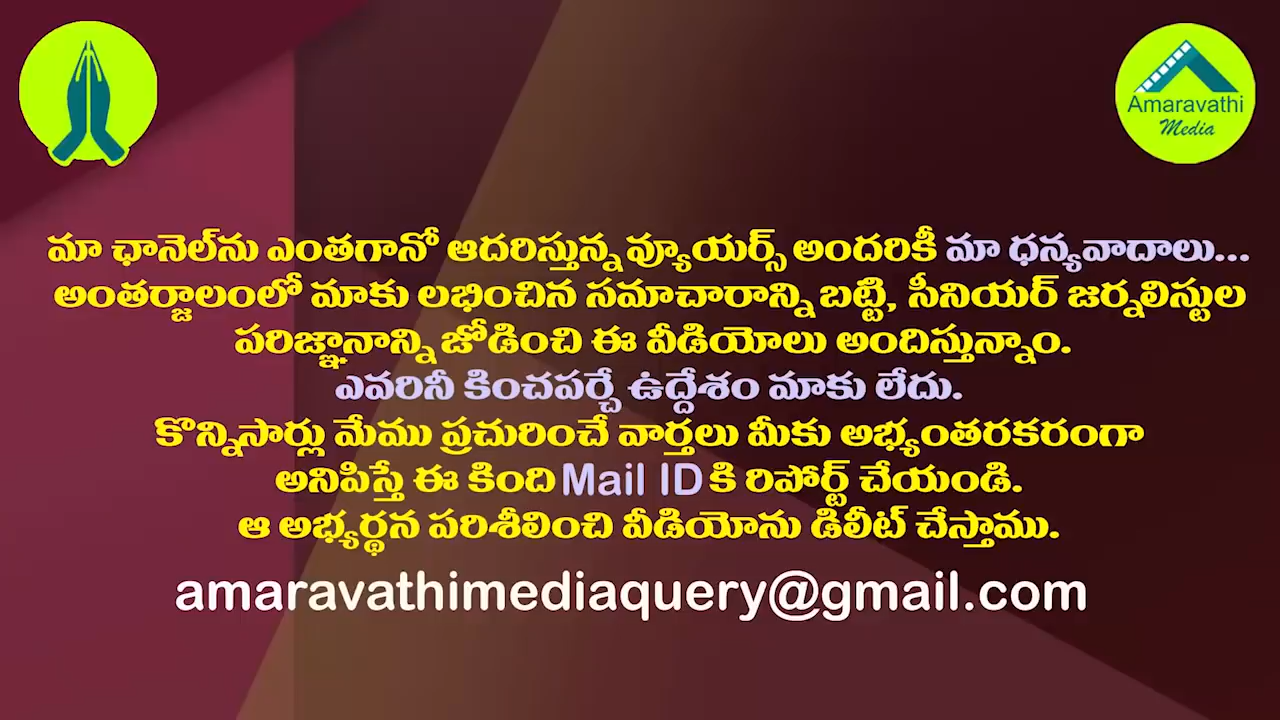 Amaravathi
Media
మా ఛానెల్‌ను ఎంతగానో ఆదరిస్తున్న వ్యూయర్స్ అందరికీ మా ధన్యవాదాలు...
అంతర్జాలంలో మాకు లభించిన సమాచారాన్ని బట్టి, సీనియర్ జర్నలిస్టుల
పరిజ్ఞానాన్ని జోడించి ఈ వీడియోలు అందిస్తున్నాం.
ఎవరినీ కించపర్చే ఉద్దేశం మాకు లేదు.
కొన్నిసార్లు మేము ప్రచురించే వార్తలు మీకు అభ్యంతరకరంగా
అనిపిస్తే ఈ కింది Mail ID కి రిపోర్ట్ చేయండి.
ఆ అభ్యర్థన పరిశీలించి వీడియోను డిలీట్ చేస్తాము.
amaravathimediaquery@gmail.com